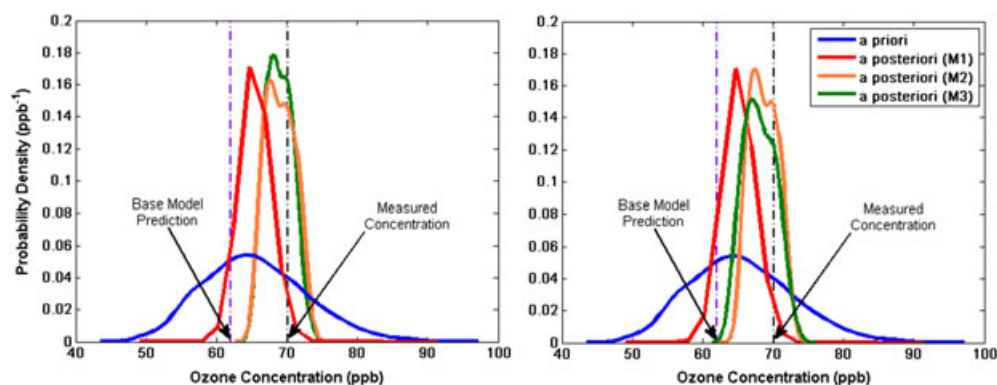 0.2
0.18
0.16
0.14
0.12
0.1
0.08
0.06
0.04
0.02
0
Probability Density (ppb-1)
Base Model
Prediction
Measured
Concentration
40 50 60 70 80 90 100
Ozone Concentration (ppb)
0.2
0.18
0.16
0.14
0.12
0.1
0.08
0.06
0.04
0.02
0
a priori
a posteriori (M1)
a posteriori (M2)
a posteriori (M3)
Base Model
Prediction
Measured
Concentration
40 50 60 70 80 90 100
Ozone Concentration (ppb)